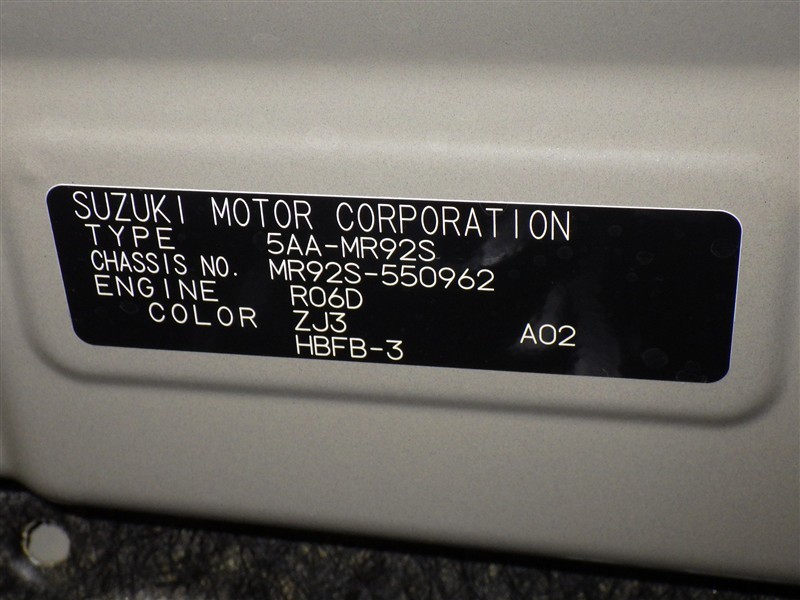 SUZUKI MOTOR CORPORATION
TYPE 5AA-MR92S
CHASSIS NO. MR92S-550962
ENGINE R06D
COLOR ZJ3 A02
HBFB-3